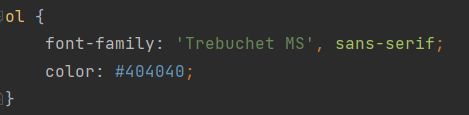 ol {
font-family: 'Trebuchet MS', sans-serif;
color: #404040;
}